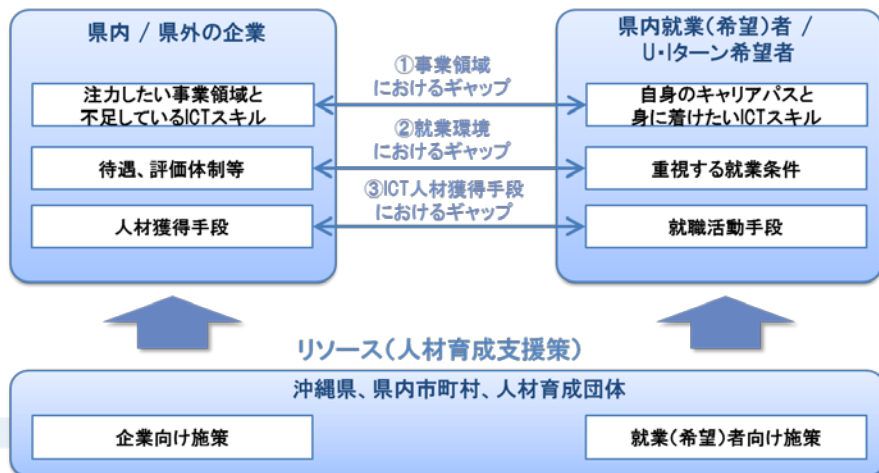 県内 / 県外の企業
県内就業(希望)者 /
U・Iターン希望者
①事業領域
におけるギャップ
注力したい事業領域と
不足しているICTスキル
自身のキャリアパスと
身に着けたいICTスキル
②就業環境
におけるギャップ
待遇、評価体制等
重視する就業条件
③ICT人材獲得手段
におけるギャップ
人材獲得手段
就職活動手段
リソース(人材育成支援策)
沖縄県、県内市町村、人材育成団体
企業向け施策
就業(希望)者向け施策